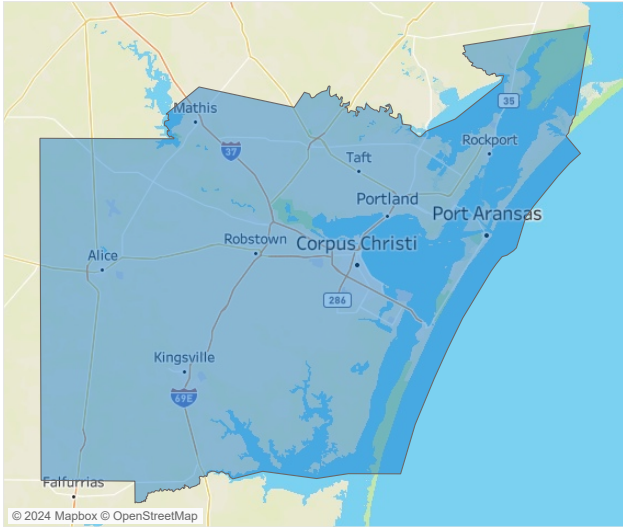 Mathis
35
37
Rockport
Taft
Portland
Port Aransas
Robstown
Corpus Christi
Alice
286
Kingsville
69E
Falfurrias
© 2024 Mapbox © OpenStreetMap